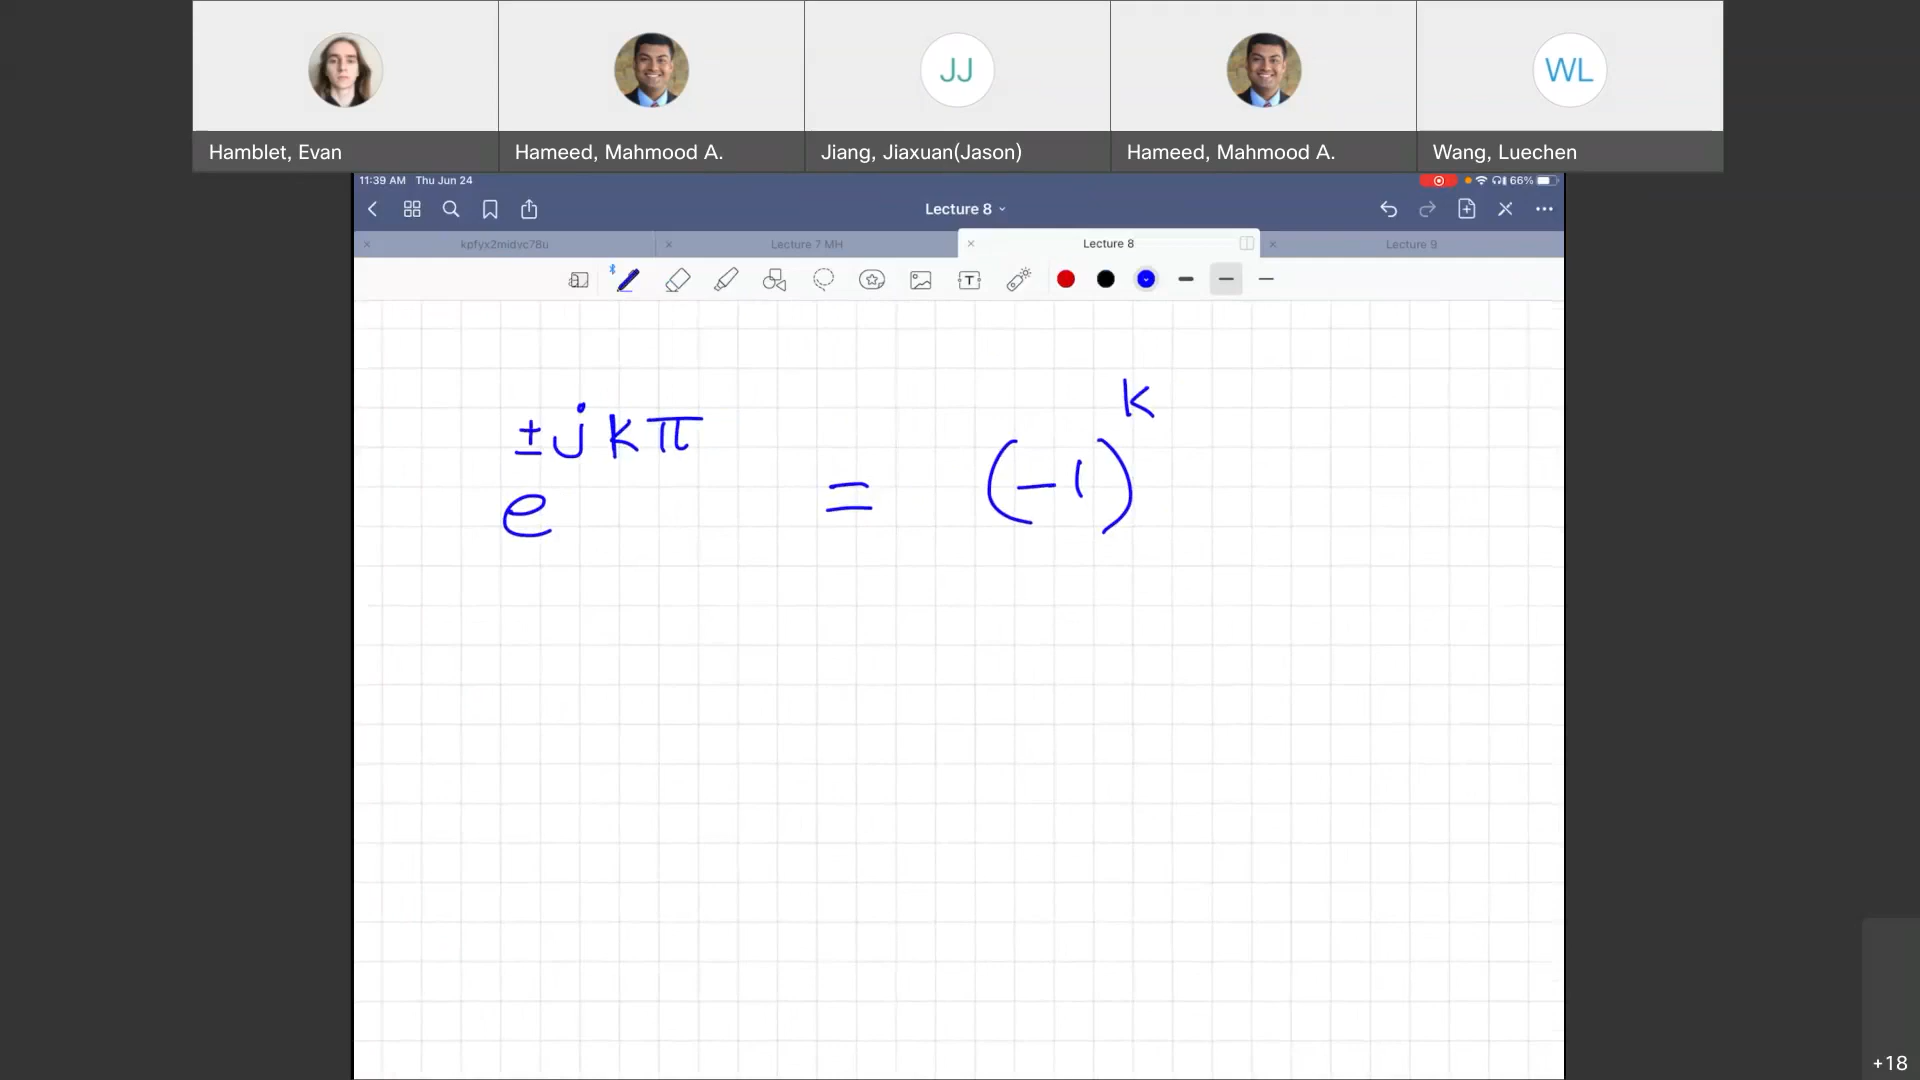 JJ
WL
Hamblet, Evan
Hameed, Mahmood A.
Jiang, Jiaxuan(Jason)
Hameed, Mahmood A.
Wang, Luechen
11:39 AM Thu Jun 24
66%
Lecture 8
kpfyx2midvc78u
Lecture 7 MH
Lecture 8
Lecture 9
T
e^{±jkπ} = (-1)^k
+18